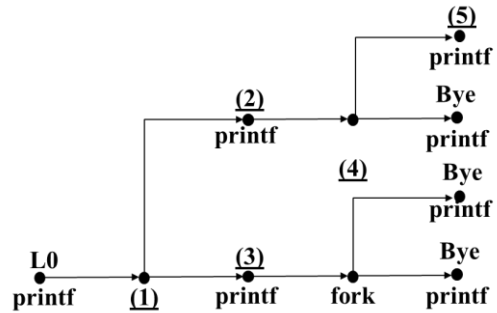 (5)
printf
(2)
Bye
printf
printf
(4)
Bye
printf
L0
(3)
Bye
printf
(1)
printf
fork
printf